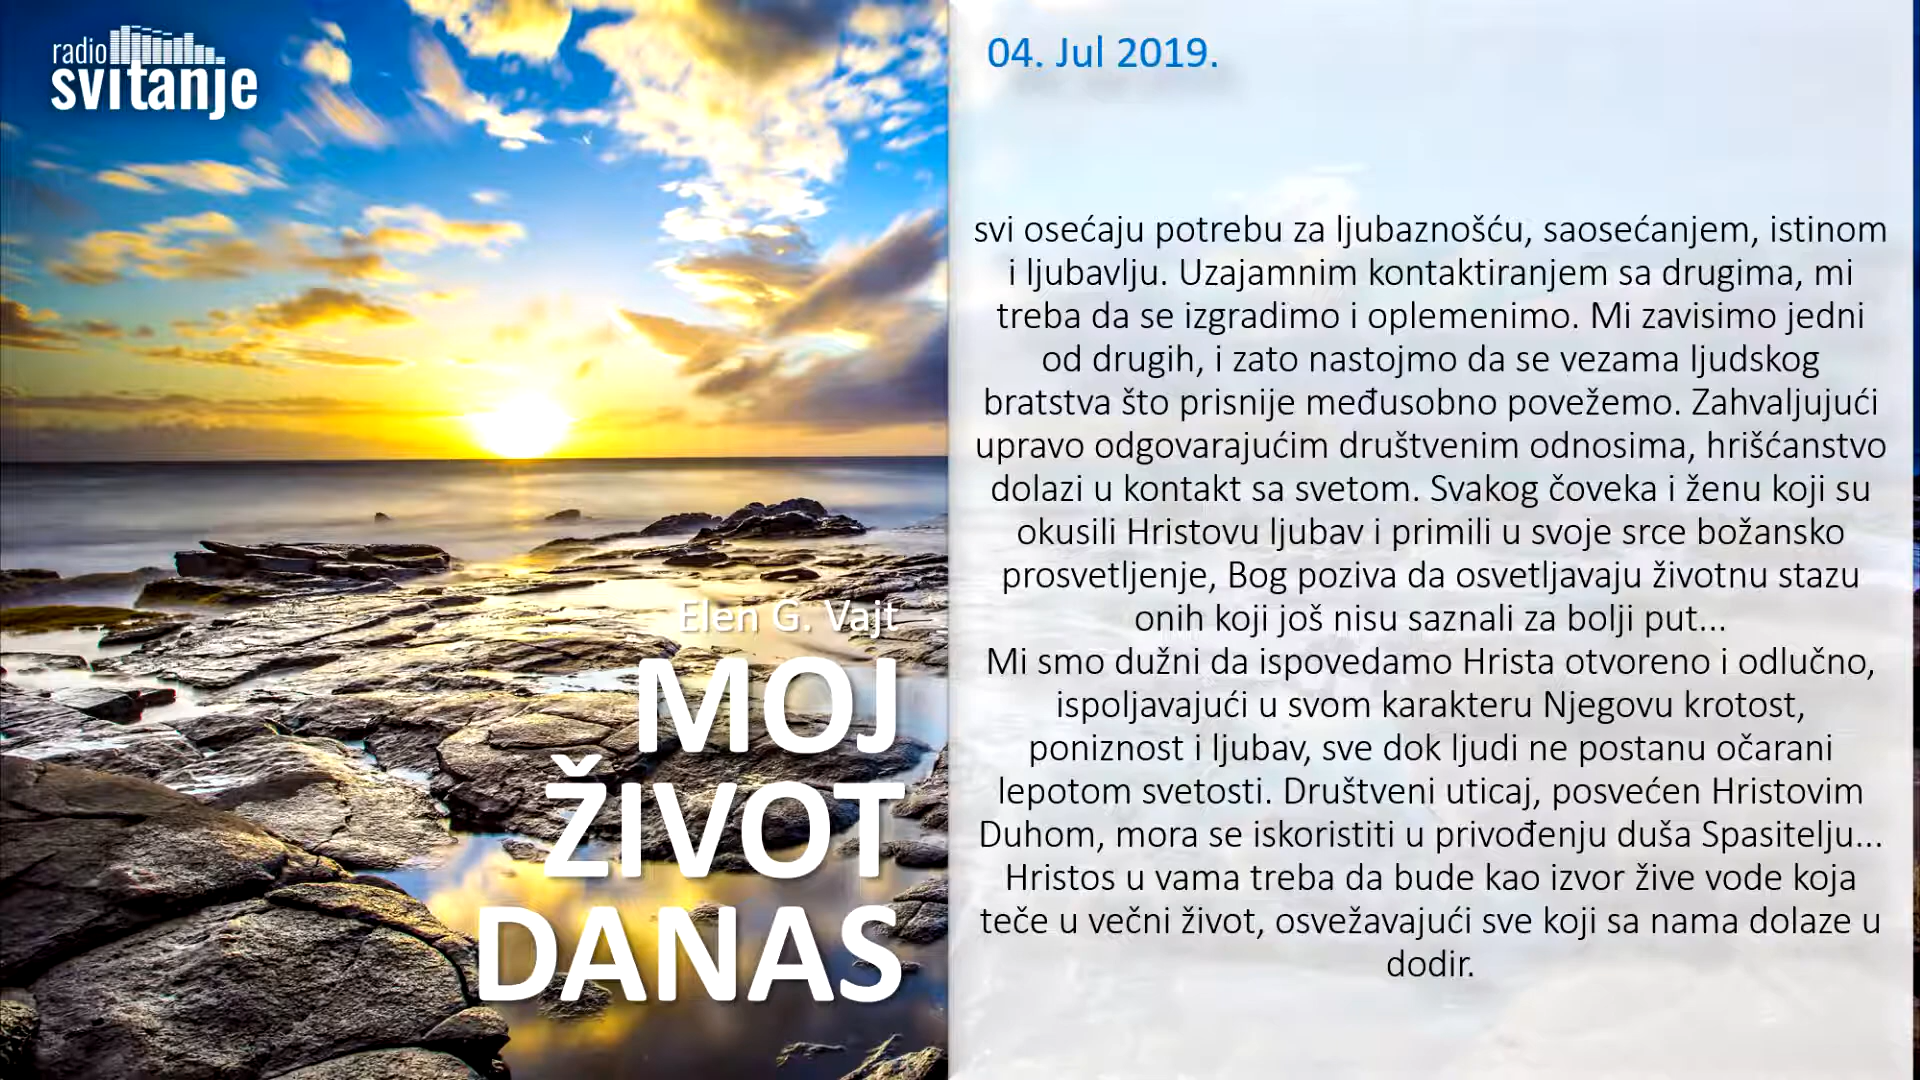 radio
svitanje
Elen G. Vajt
MOJ
ŽIVOT
DANAS
04. Jul 2019.
svi osećaju potrebu za ljubaznošću, saosećanjem, istinom
i ljubavlju. Uzajamnim kontaktiranjem sa drugima, mi
treba da se izgradimo i oplemenimo. Mi zavisimo jedni
od drugih, i zato nastojmo da se vezama ljudskog
bratstva što prisnije međusobno povežemo. Zahvaljujući
upravo odgovarajućim društvenim odnosima, hrišćanstvo
dolazi u kontakt sa svetom. Svakog čoveka i ženu koji su
okusili Hristovu ljubav i primili u svoje srce božansko
prosvetljenje, Bog poziva da osvetljavaju životnu stazu
onih koji još nisu saznali za bolji put...
Mi smo dužni da ispovedamo Hrista otvoreno i odlučno,
ispoljavajući u svom karakteru Njegovu krotost,
poniznost i ljubav, sve dok ljudi ne postanu očarani
lepotom svetosti. Društveni uticaj, posvećen Hristovim
Duhom, mora se iskoristiti u privođenju duša Spasitelju...
Hristos u vama treba da bude kao izvor žive vode koja
teče u večni život, osvežavajući sve koji sa nama dolaze u
dodir.